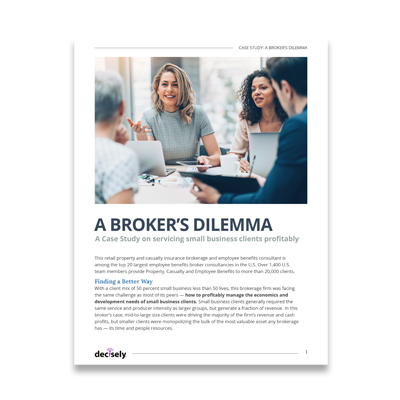 CASE STUDY: A BROKER'S DILEMMA
A BROKER'S DILEMMA
A Case Study on servicing small business clients profitably
This retail property and casualty insurance brokerage and employee benefits consultant is
among the top 20 largest employee benefits broker consultancies in the U.S. Over 1,400 U.S.
team members provide Property, Casualty and Employee Benefits to more than 20,000 clients.
Finding a Better Way
With a client mix of 50 percent small business less than 50 lives, this brokerage firm was facing
the same challenge as most of its peers — how to profitably manage the economics and
development needs of small business clients. Small business clients generally required the
same service and producer intensity as larger groups, but generate a fraction of revenue. In this
broker's case, mid-to-large size clients were driving the majority of the firm's revenue and cash
profits, but smaller clients were monopolizing the bulk of the most valuable asset any brokerage
has — its time and people resources.
decisely
1